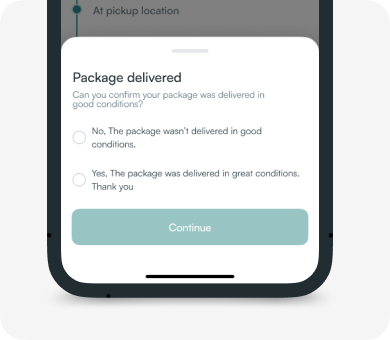 At pickup location
Package delivered
Can you confirm your package was delivered in
good conditions?
No, The package wasn't delivered in good
conditions.
Yes, The package was delivered in great conditions.
Thank you
Continue